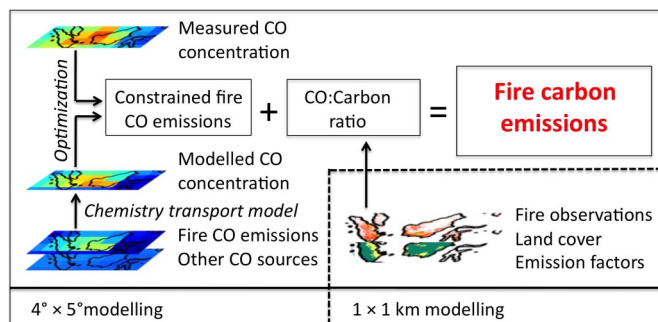 Measured CO
concentration
Optimization
Constrained fire
CO emissions
+
CO:Carbon
ratio
=
Fire carbon
emissions
Modelled CO
concentration
Chemistry transport model
Fire CO emissions
Other CO sources
Fire observations
Land cover
Emission factors
4° × 5°modelling
1 × 1 km modelling